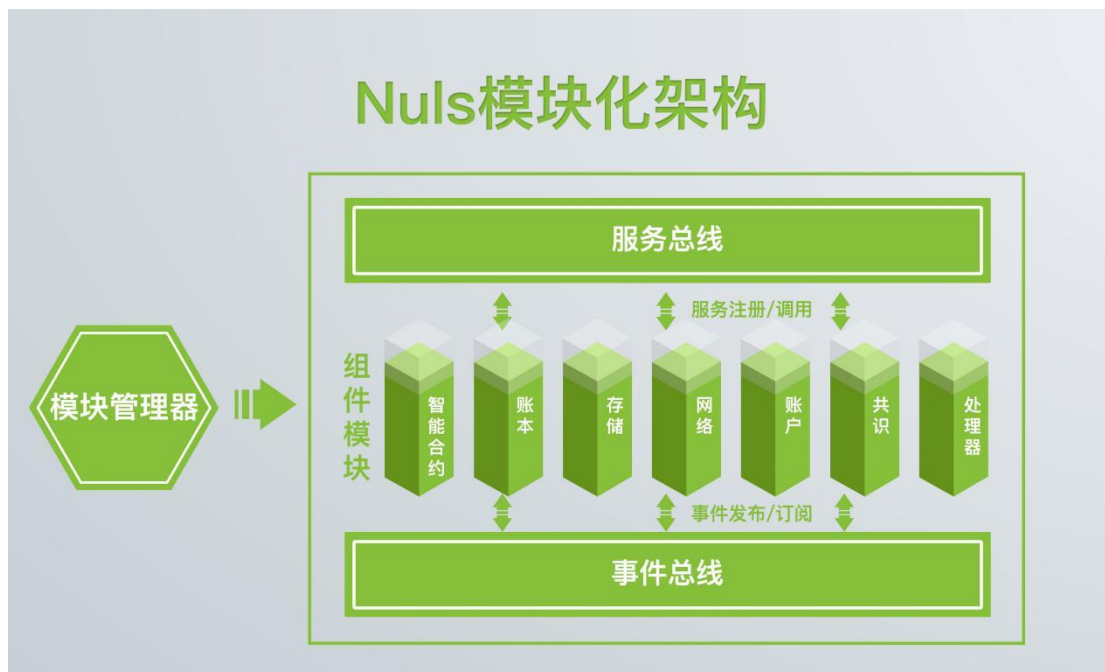 Nuls模块化架构
服务总线
服务注册/调用
模块管理器
组件模块
智能合约
账本
存储
网络
账户
共识
处理器
事件发布/订阅
事件总线